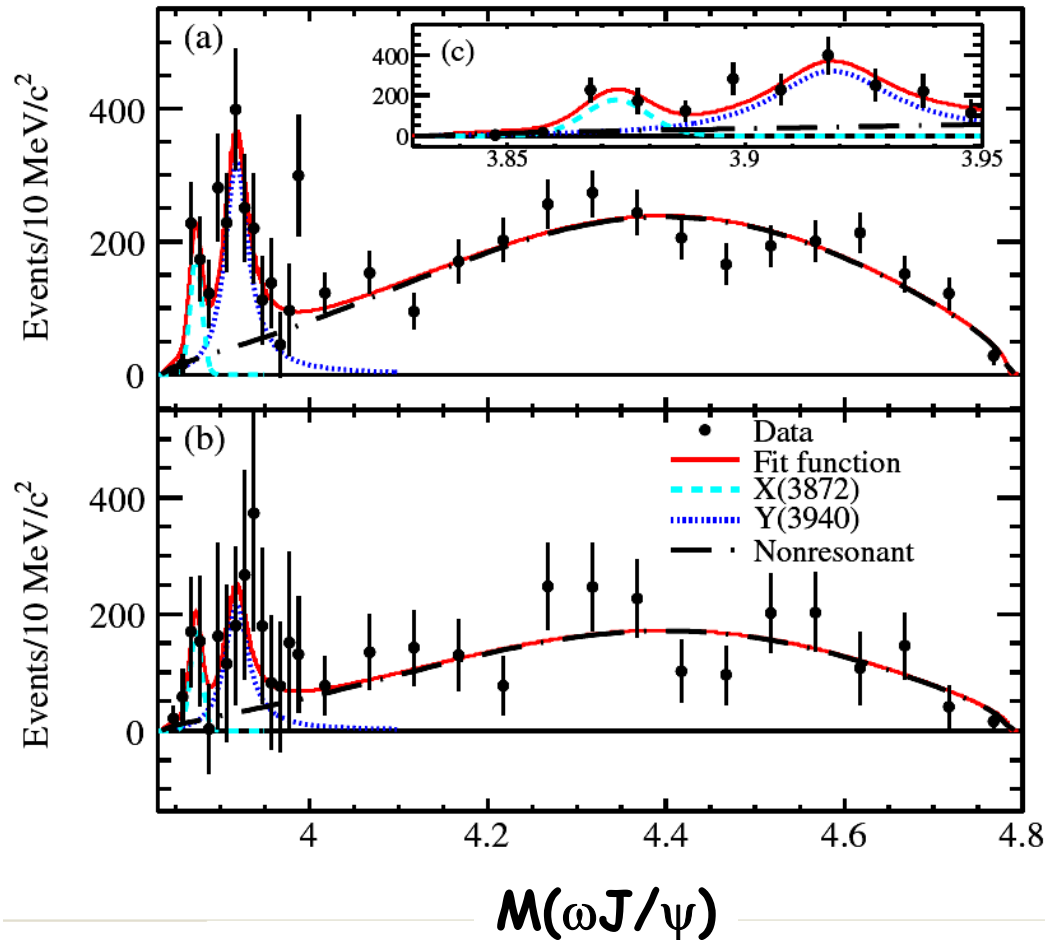 (a)
(c)
400
200
0
3.85
3.9
3.95
Events/10 MeV/c²
400
200
0
(b)
Data
Fit function
X(3872)
Y(3940)
Nonresonant
Events/10 MeV/c²
400
200
0
4
4.2
4.4
4.6
4.8
M(ωJ/ψ)